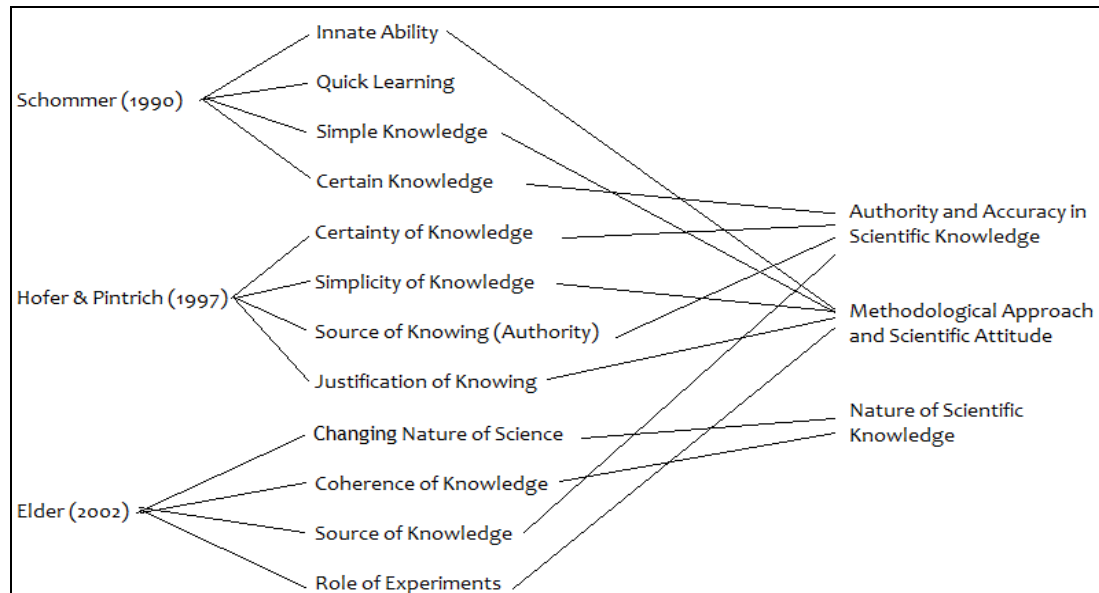 Innate Ability
Quick Learning
Schommer (1990)
Simple Knowledge
Certain Knowledge
Authority and Accuracy in
Scientific Knowledge
Certainty of Knowledge
Simplicity of Knowledge
Hofer & Pintrich (1997)
Source of Knowing (Authority)
Justification of Knowing
Methodological Approach
and Scientific Attitude
Changing Nature of Science
Nature of Scientific
Knowledge
Coherence of Knowledge
Elder (2002)
Source of Knowledge
Role of Experiments